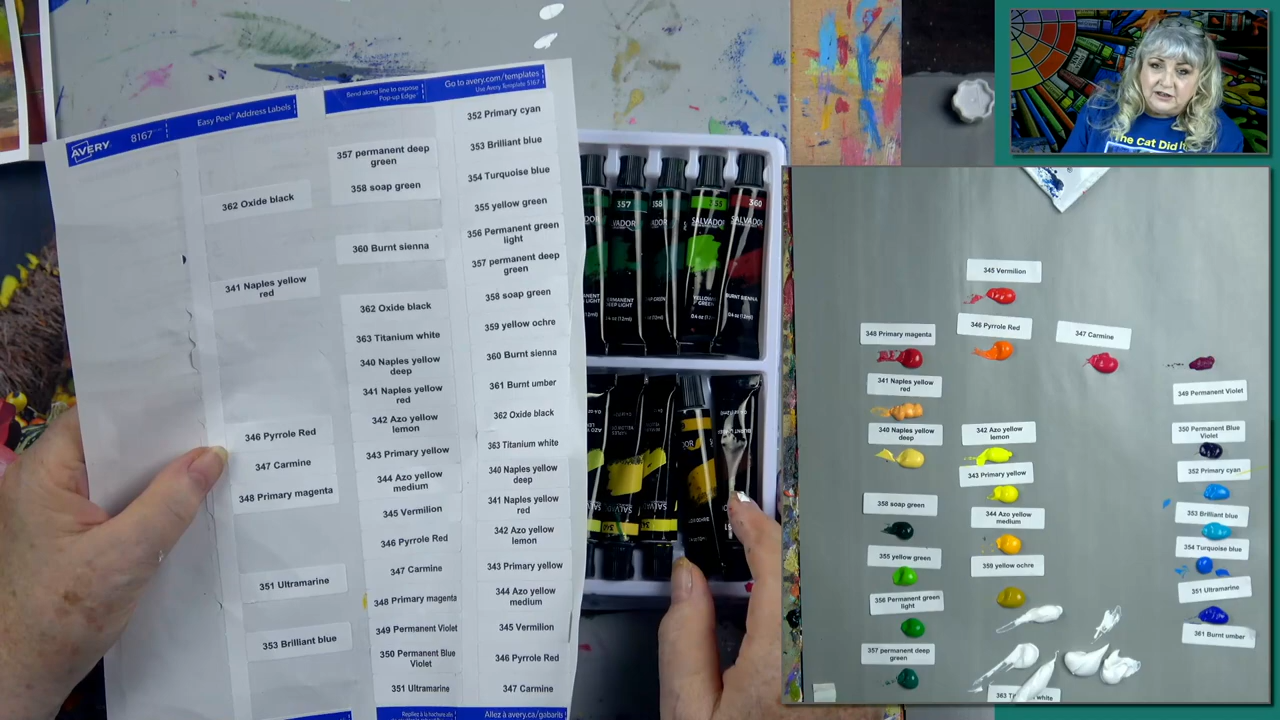 AVERY
8167
Easy Peel® Address Labels
Bend along line to expose
Pop-up Edge
Go to avery.com/templates
Use Avery Template 5167
362 Oxide black
341 Naples yellow
red
346 Pyrrole Red
347 Carmine
348 Primary magenta
351 Ultramarine
353 Brilliant blue
357 permanent deep
green
358 soap green
360 Burnt sienna
362 Oxide black
363 Titanium white
340 Naples yellow
deep
341 Naples yellow
red
342 Azo yellow
lemon
343 Primary yellow
344 Azo yellow
medium
345 Vermilion
346 Pyrrole Red
347 Carmine
348 Primary magenta
349 Permanent Violet
350 Permanent Blue
Violet
351 Ultramarine
352 Primary cyan
353 Brilliant blue
354 Turquoise blue
355 yellow green
356 Permanent green
light
357 permanent deep
green
358 soap green
359 yellow ochre
360 Burnt sienna
361 Burnt umber
362 Oxide black
363 Titanium white
340 Naples yellow
deep
341 Naples yellow
red
342 Azo yellow
lemon
343 Primary yellow
344 Azo yellow
medium
345 Vermilion
346 Pyrrole Red
347 Carmine
Allez à avery.ca/gabarits
357
358
355
360
SALVADOR
SALVADOR
YELLOW
GREEN
BURNT SIENNA
0.4 oz (12ml)
The Cat Did It
345 Vermilion
348 Primary magenta
346 Pyrrole Red
347 Carmine
341 Naples yellow
red
349 Permanent Violet
340 Naples yellow
deep
342 Azo yellow
lemon
350 Permanent Blue
Violet
343 Primary yellow
352 Primary cyan
358 soap green
344 Azo yellow
medium
353 Brilliant blue
355 yellow green
359 yellow ochre
354 Turquoise blue
356 Permanent green
light
351 Ultramarine
357 permanent deep
green
361 Burnt umber
363 white